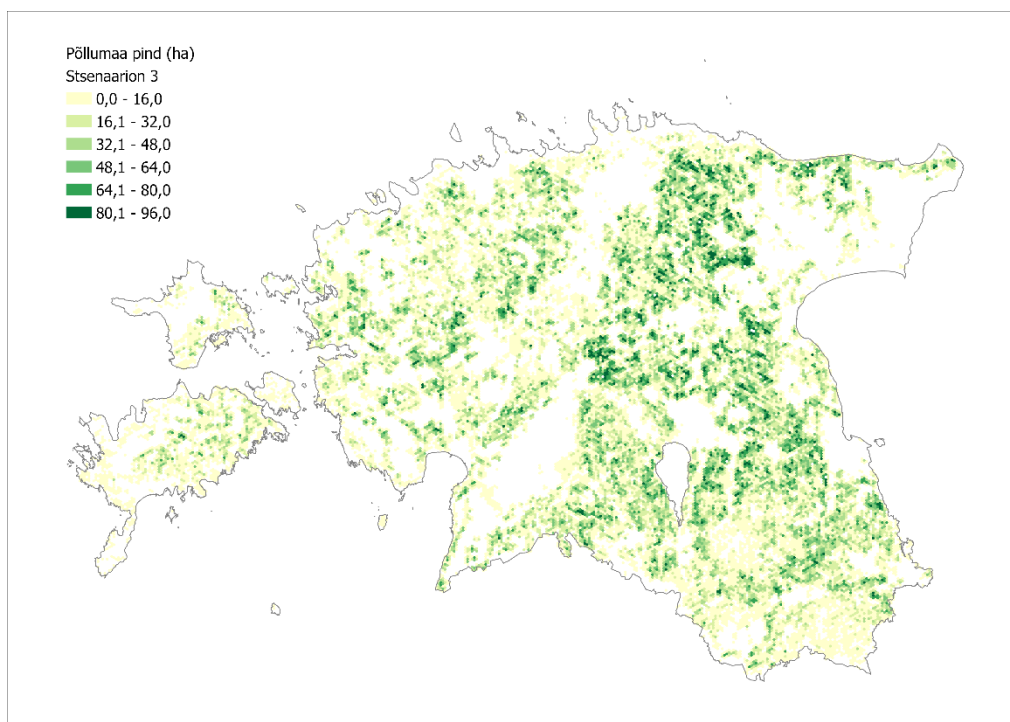 Põllumaa pind (ha)
Stsenaarion 3
0,0 - 16,0
16,1 - 32,0
32,1 - 48,0
48,1 - 64,0
64,1 - 80,0
80,1 - 96,0